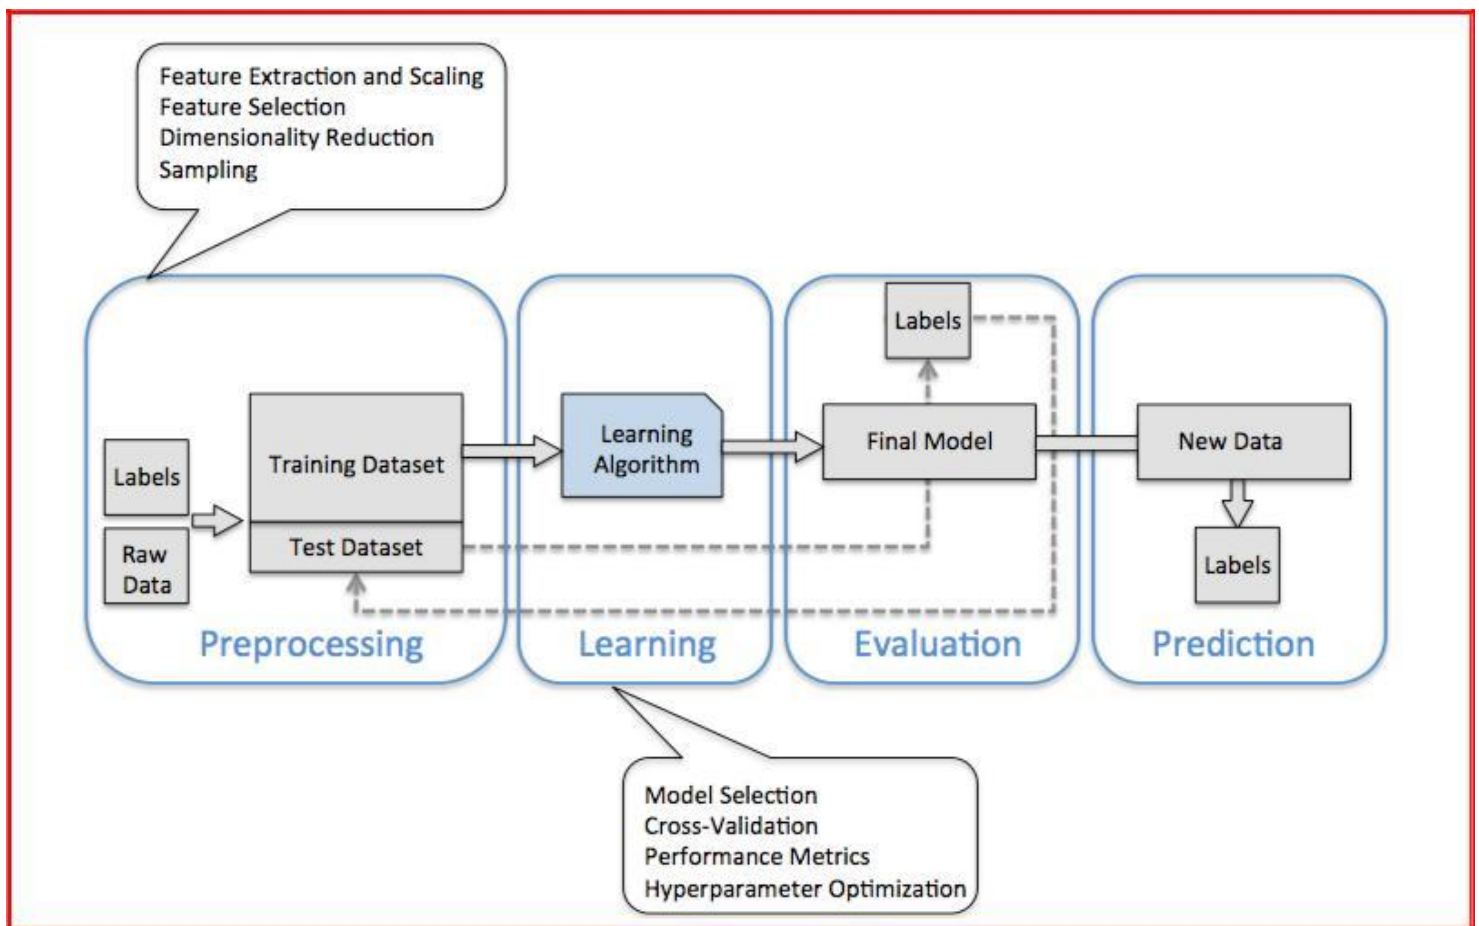 Feature Extraction and Scaling
Feature Selection
Dimensionality Reduction
Sampling
Labels
Raw
Data
Training Dataset
Test Dataset
Preprocessing
Learning
Algorithm
Learning
Labels
Final Model
Evaluation
New Data
Labels
Prediction
Model Selection
Cross-Validation
Performance Metrics
Hyperparameter Optimization